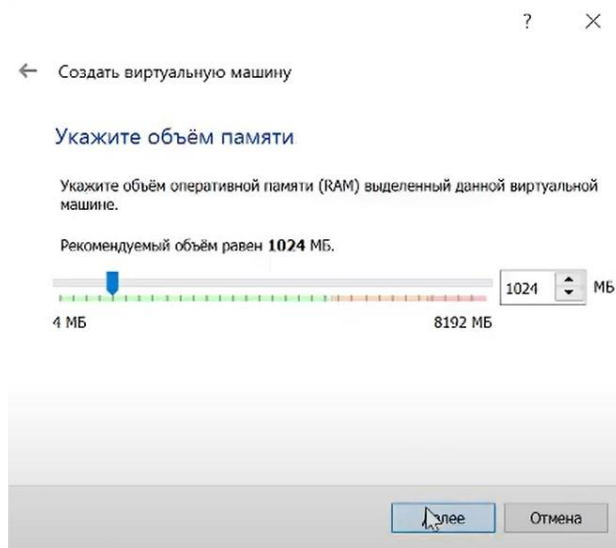 ?
Создать виртуальную машину
Укажите объём памяти
Укажите объём оперативной памяти (RAM) выделенный данной виртуальной
машине.
Рекомендуемый объём равен 1024 МБ.
1024 МБ
4 МБ 8192 МБ
Далее Отмена